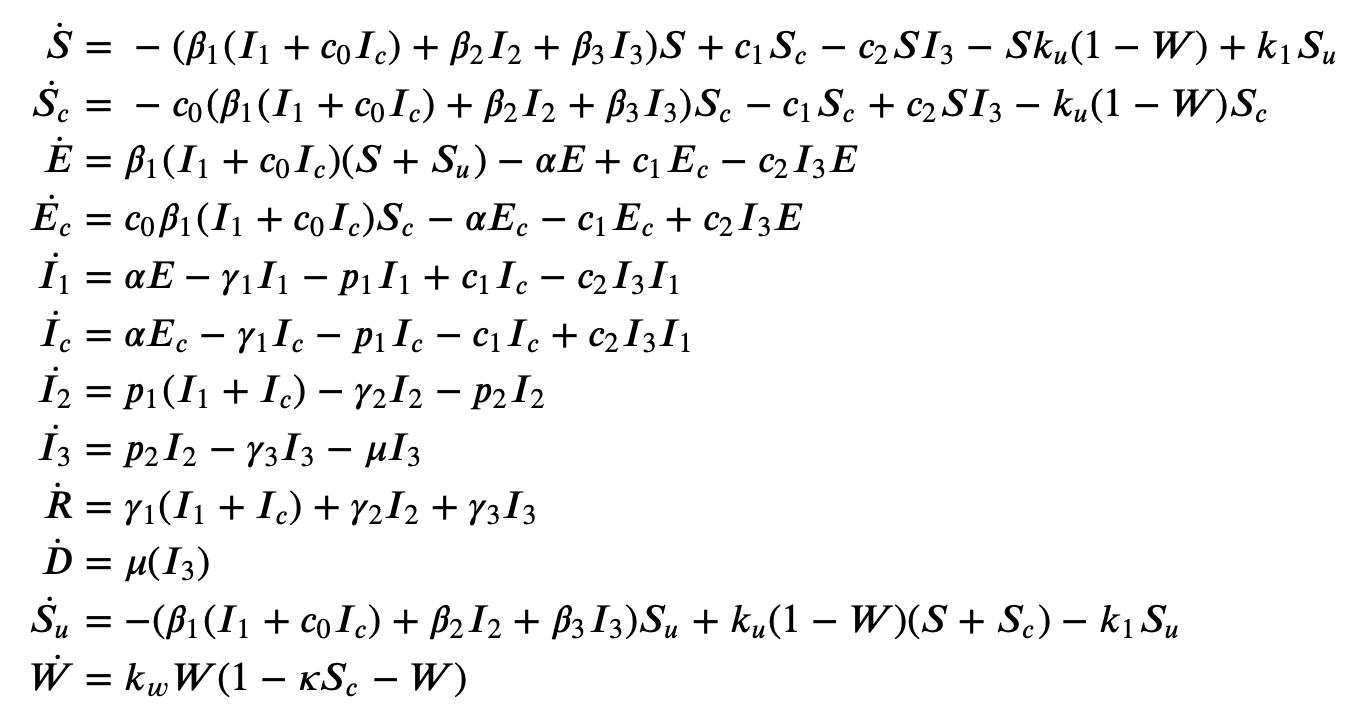 Ṡ = − (β₁(I₁ + c₀I_c) + β₂I₂ + β₃I₃)S + c₁S_c − c₂SI₃ − Sk_u(1 − W) + k₁S_u
Ṡ_c = − c₀(β₁(I₁ + c₀I_c) + β₂I₂ + β₃I₃)S_c − c₁S_c + c₂SI₃ − k_u(1 − W)S_c
Ė = β₁(I₁ + c₀I_c)(S + S_u) − αE + c₁E_c − c₂I₃E
Ė_c = c₀β₁(I₁ + c₀I_c)S_c − αE_c − c₁E_c + c₂I₃E
İ₁ = αE − γ₁I₁ − p₁I₁ + c₁I_c − c₂I₃I₁
İ_c = αE_c − γ₁I_c − p₁I_c − c₁I_c + c₂I₃I₁
İ₂ = p₁(I₁ + I_c) − γ₂I₂ − p₂I₂
İ₃ = p₂I₂ − γ₃I₃ − μI₃
Ṙ = γ₁(I₁ + I_c) + γ₂I₂ + γ₃I₃
Ḋ = μ(I₃)
Ṡ_u = −(β₁(I₁ + c₀I_c) + β₂I₂ + β₃I₃)S_u + k_u(1 − W)(S + S_c) − k₁S_u
Ẇ = k_wW(1 − κS_c − W)